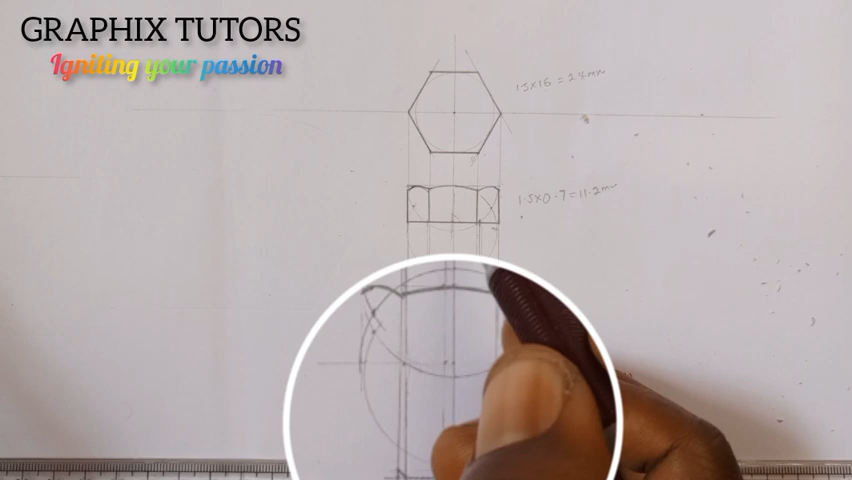 GRAPHIX TUTORS
Igniting your passion
1.5×16 = 24mm
1.5×0.7=11.2mm